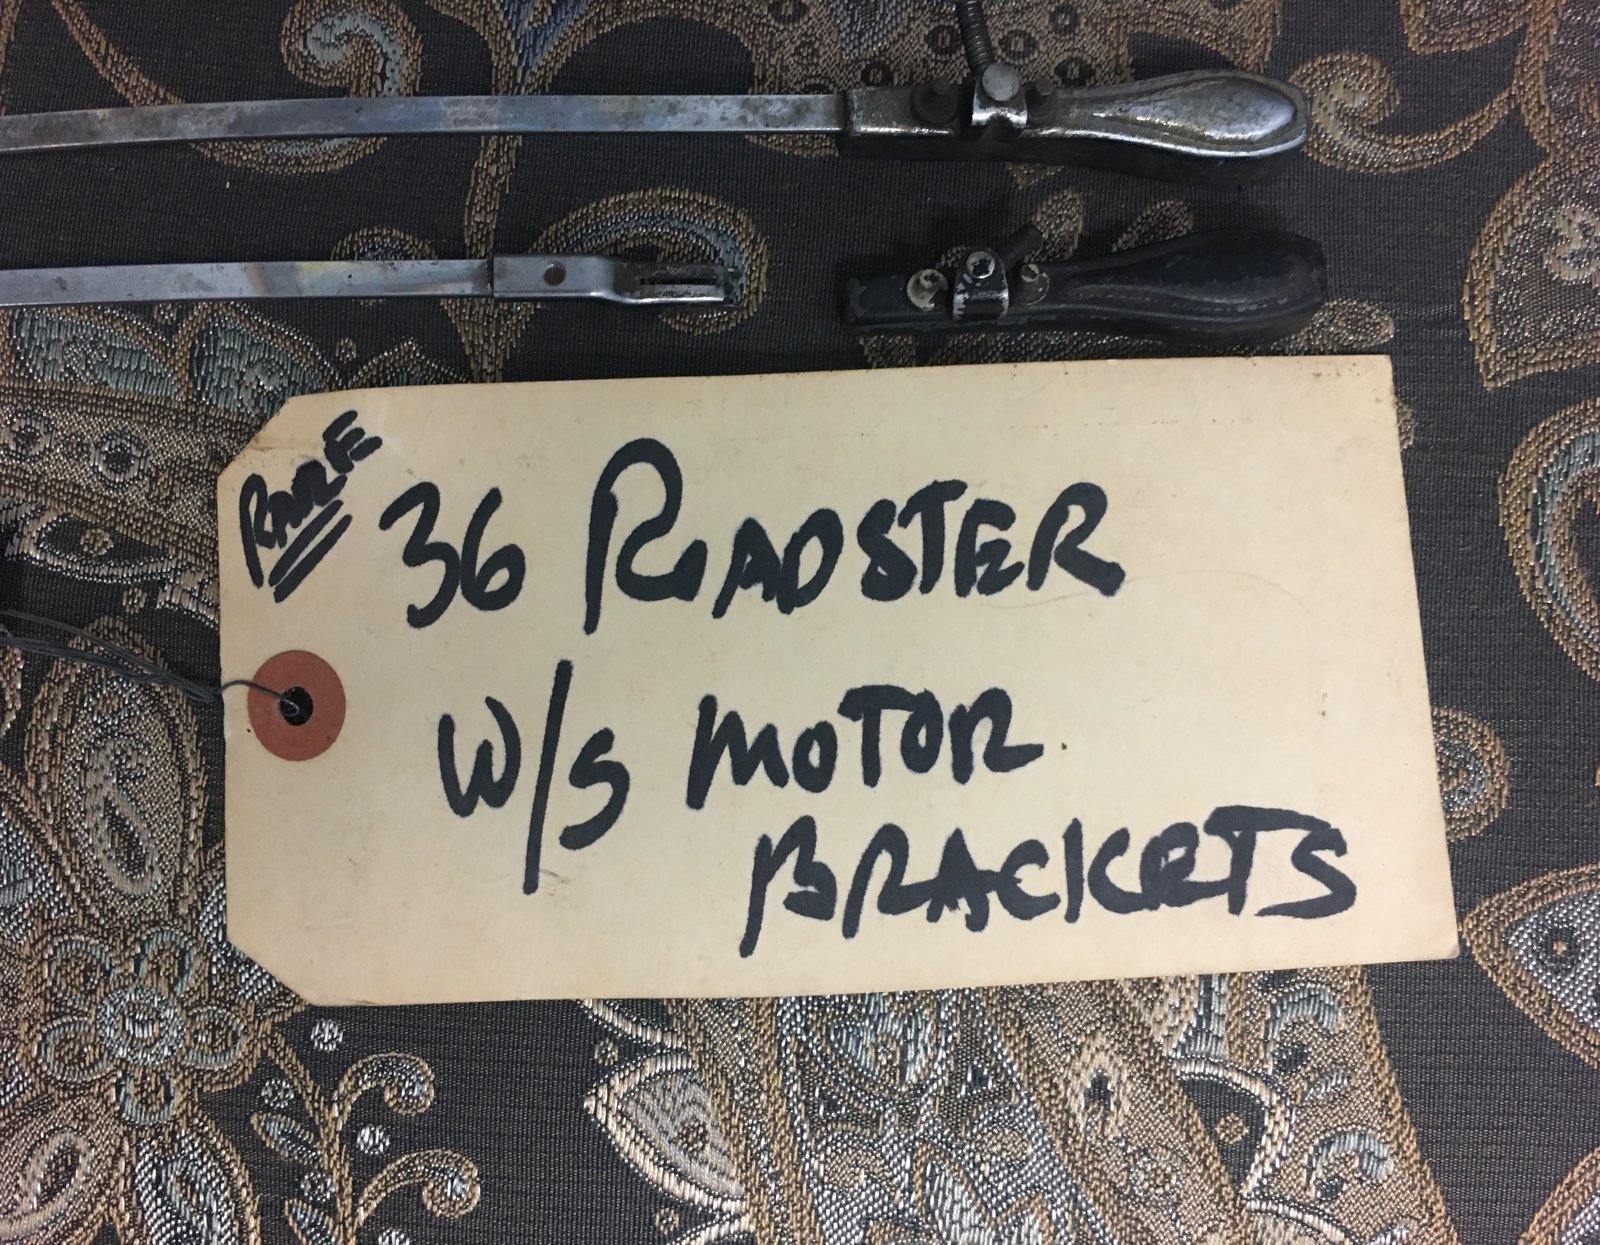 RARE
36 ROADSTER
W/S MOTOR
BRACKETS